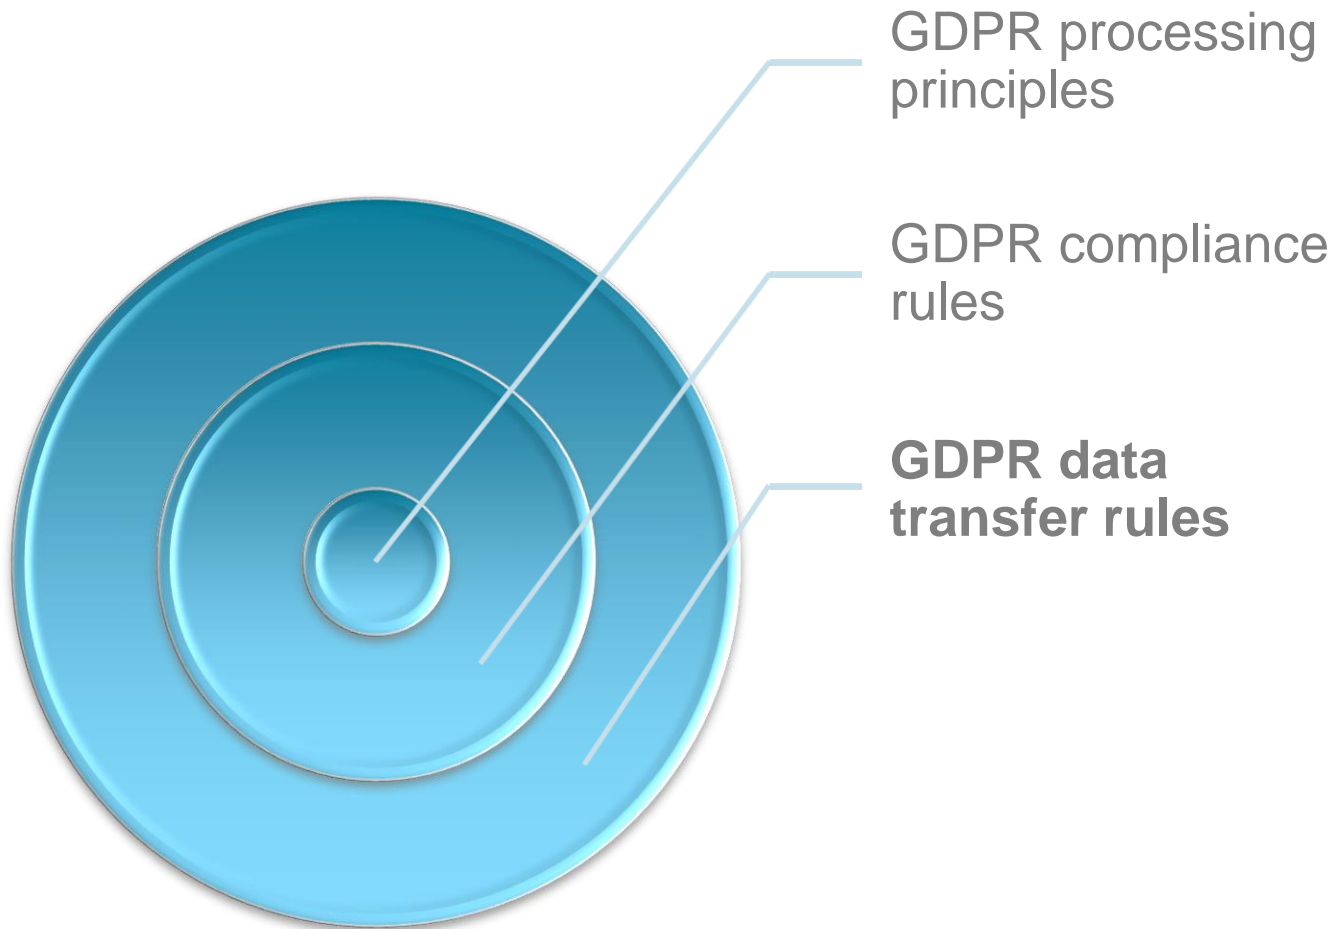 GDPR processing
principles
GDPR compliance
rules
GDPR data
transfer rules